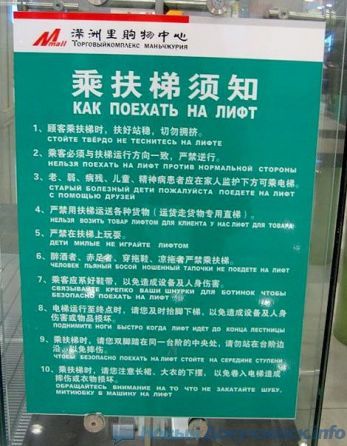 Mmall 满洲里购物中心
ТОРГОВЫЙКОМПЛЕКС МАНЬЧЖУРИЯ
乘扶梯须知
КАК ПОЕХАТЬ НА ЛИФТ
1、顾客乘扶梯时，扶好站稳，切勿拥挤。
СТОЙТЕ ТВЁРДО НЕ ТЕСНИТЕСЬ НА ЛИФТЕ
2、乘客必须与扶梯运行方向一致，严禁逆行。
НЕЛЬЗЯ ПОЕХАТЬ НА ЛИФТ ПРОТИВ НОРМАЛЬНОЙ СТОРОНЫ
3、老、弱、病残、儿童、精神病患者应在家人监护下方可乘电梯。
СТАРЫЙ БОЛЕЗНЫЙ ДЕТИ ПОЖАЛУЙСТА ПОЕДЕТЕ НА ЛИФТ
С ПОМОЩЬЮ ДРУЗЕЙ
4、严禁用扶梯运送各种货物（运货走货物专用直梯）。
НЕЛЬЗИ ВОЗИТЬ ТОВАР ЛИФТОМ ДЛЯ КЛИЕНТА У НАС ЛИФТ ДЛЯ ТОВАРА
5、严禁在扶梯上玩耍。
ДЕТИ МИЛЫЕ НЕ ИГРАЙТЕ ЛИФТОМ
6、醉酒者、赤足者、穿拖鞋、凉拖者严禁乘扶梯。
ЧЕЛОВЕК ПЬЯНЫЙ БОСОЙ НОШЕННЫЙ ТАПОЧКИ НЕ ПОЕДЕТЕ НА ЛИФТ
7、乘客应系好鞋带，以免造成设备及人身伤害。
СВЯЗЫВАЙТЕ КРЕПКО ВАШИ ШНУРКИ ДЛЯ БОТИНОК ЧТОБЫ
БЕЗОПАСНО ПОЕХАТЬ НА ЛИФТ
8、电梯运行至终点时，请您及时抬脚下梯，以免造成设备及人身伤
害或物品损坏。
ПОДНИМИТЕ НОГИ БЫСТРО КОГДА ЛИФТ ИДЁТ ДО КОНЦА ЛЕСТНИЦЫ
9、乘扶梯时，请您双脚踏在同一台阶的中央处，请勿站在台阶边
沿，以免摔伤。
ЧТОБЫ БЕЗОПАСНО ПОЕХАТЬ НА ЛИФТ СТОЙТЕ НА СЕРЕДИНЕ СТУПЕНИ
10、乘扶梯时，请您注意长裙、大衣的下摆，以免卷入电梯造成
摔伤或衣物损坏。
ОБРАЩАЙТЕСЬ ВНИМАНИЕ НА ТО ЧТО НЕ ЗАКАТАЙТЕ ШУБУ,
МИТИЮБКУ В МАШИНУ НА ЛИФТ